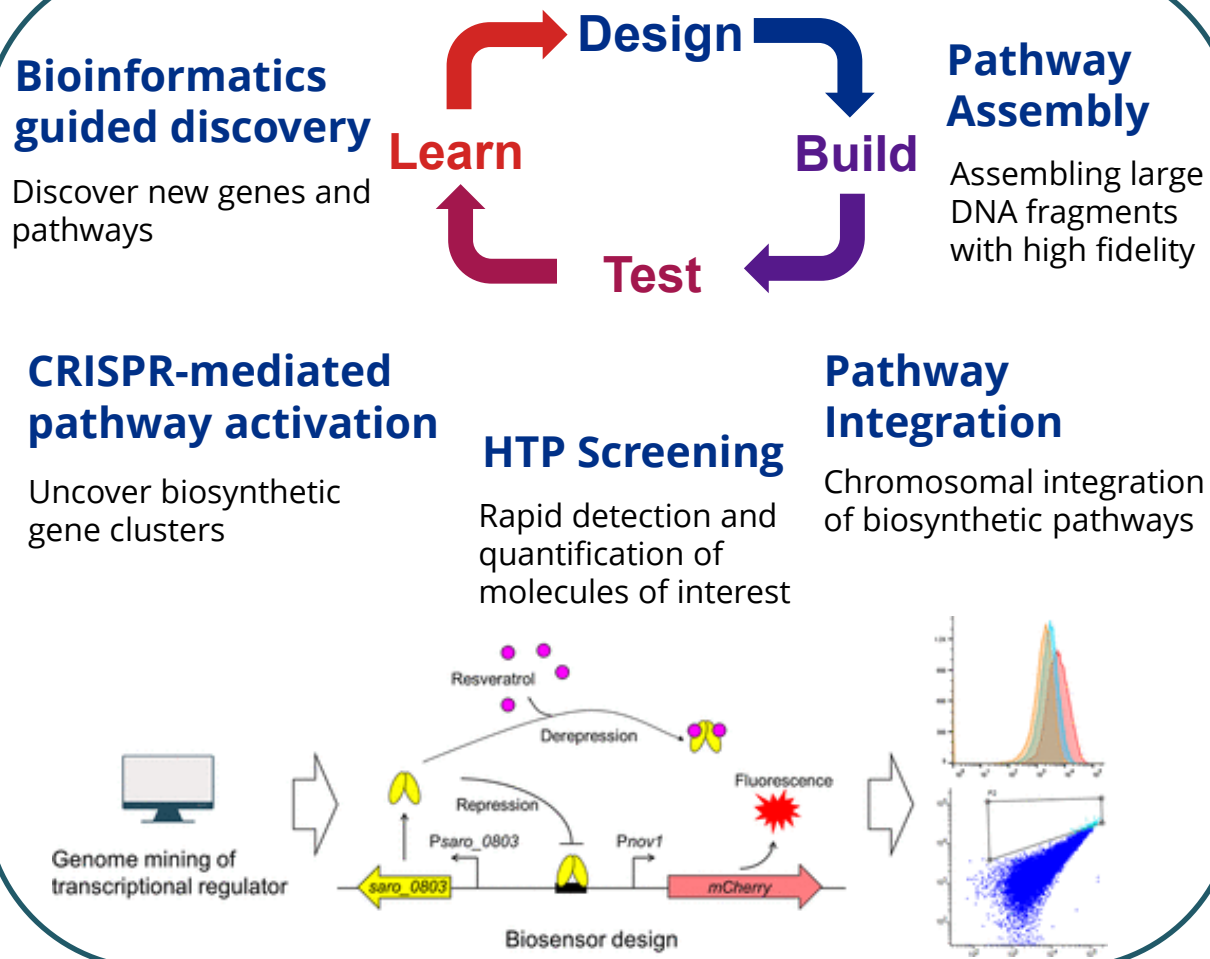 Design
Bioinformatics
guided discovery
Discover new genes and
pathways
Learn
Build
Test
Pathway
Assembly
Assembling large
DNA fragments
with high fidelity
CRISPR-mediated
pathway activation
Uncover biosynthetic
gene clusters
HTP Screening
Rapid detection and
quantification of
molecules of interest
Pathway
Integration
Chromosomal integration
of biosynthetic pathways
Resveratrol
Derepression
Repression
Fluorescence
Psaro_0803
Pnov1
saro_0803
mCherry
Genome mining of
transcriptional regulator
Biosensor design